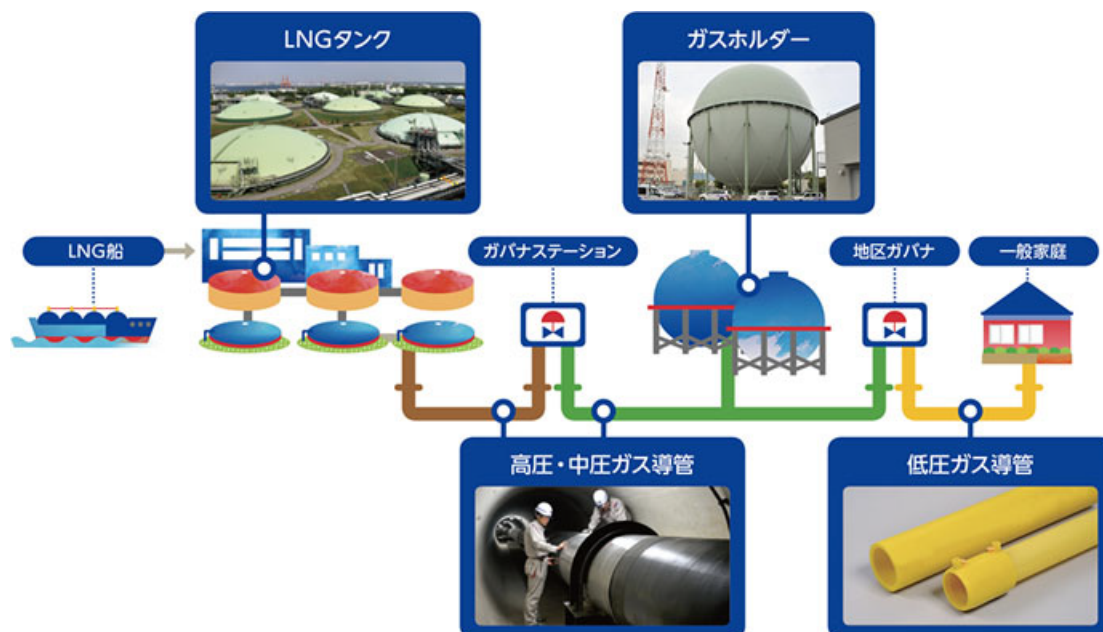 LNGタンク
ガスホルダー
LNG船
ガバナステーション
地区ガバナ
一般家庭
高圧・中圧ガス導管
低圧ガス導管